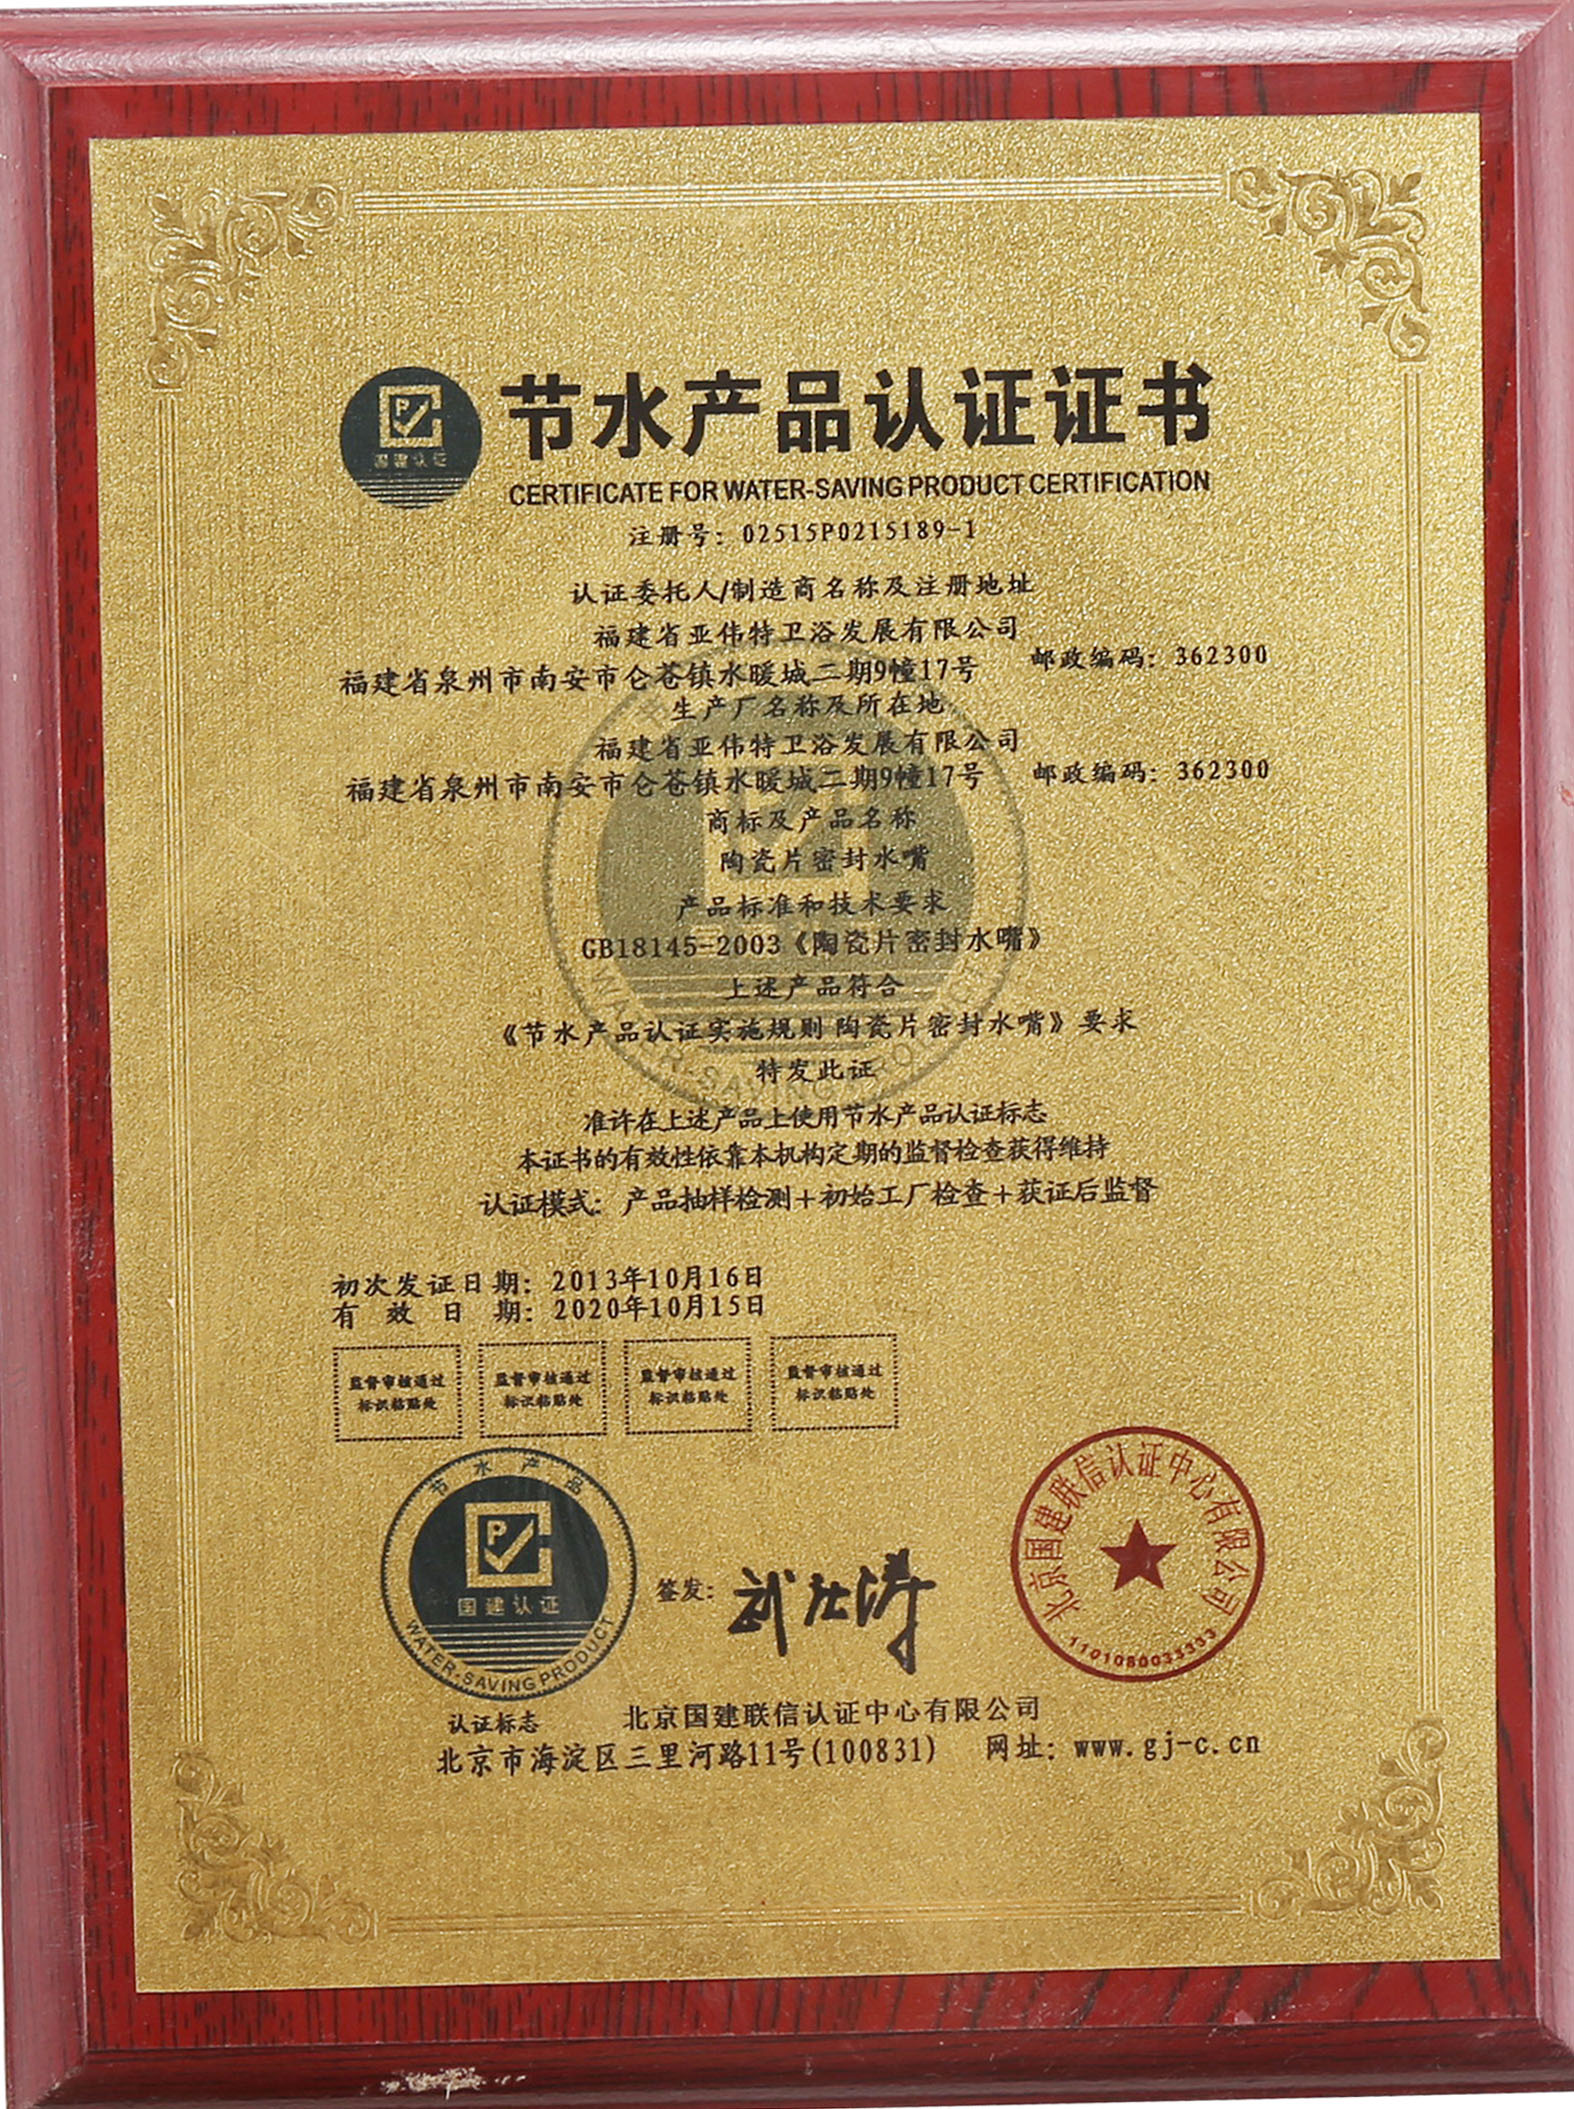 国建认证
节水产品认证证书
CERTIFICATE FOR WATER-SAVING PRODUCT CERTIFICATION
注册号：02515P0215189-1
认证委托人/制造商名称及注册地址
福建省亚伟特卫浴发展有限公司
福建省泉州市南安市仑苍镇水暖城二期9幢17号 邮政编码：362300
生产厂名称及所在地
福建省亚伟特卫浴发展有限公司
福建省泉州市南安市仑苍镇水暖城二期9幢17号 邮政编码：362300
商标及产品名称
陶瓷片密封水嘴
产品标准和技术要求
GB18145-2003《陶瓷片密封水嘴》
上述产品符合
《节水产品认证实施规则 陶瓷片密封水嘴》要求
特发此证
准许在上述产品上使用节水产品认证标志
本证书的有效性依靠本机构定期的监督检查获得维持
认证模式：产品抽样检测＋初始工厂检查＋获证后监督
初次发证日期：2013年10月16日
有效日期：2020年10月15日
监督审核通过 监督审核通过 监督审核通过 监督审核通过
标识粘贴处 标识粘贴处 标识粘贴处 标识粘贴处
节水产品
国建认证
WATER-SAVING PRODUCT
签发：
北京国建联信认证中心有限公司
1101080033333
认证标志 北京国建联信认证中心有限公司
北京市海淀区三里河路11号(100831) 网址：www.gj-c.cn